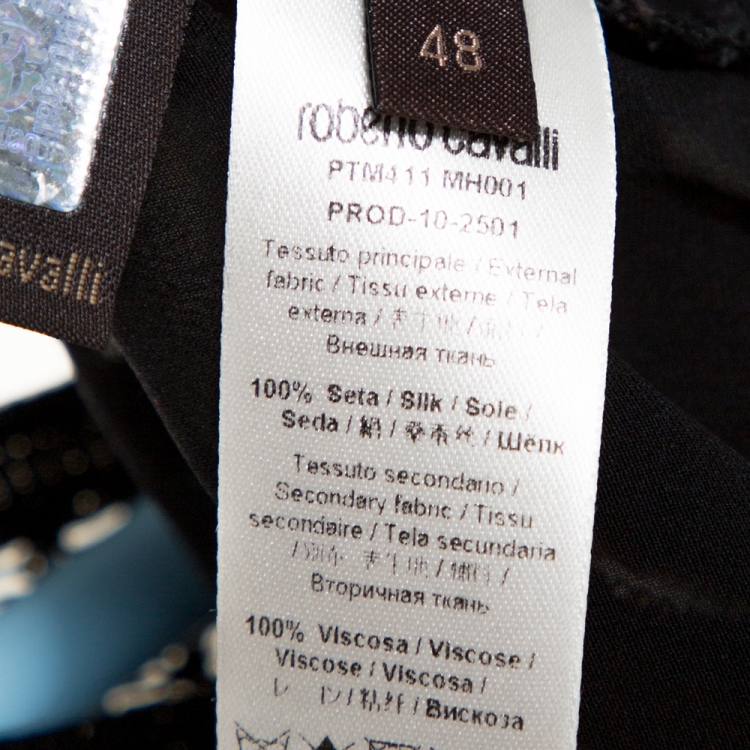 48
roberto cavalli
PTM411 MH001
PROD-10-2501
Tessuto principale / External
fabric / Tissu externe / Tela
externa /
Внешная ткань
100% Seta / Silk / Soie /
Seda / 絹 / / Шёлк
Tessuto secondario /
Secondary fabric / Tissu
secondaire / Tela secundaria
Вторичная ткань
100% Viscosa / Viscose /
Viscose / Viscosa /
/ Вискоза
avalli